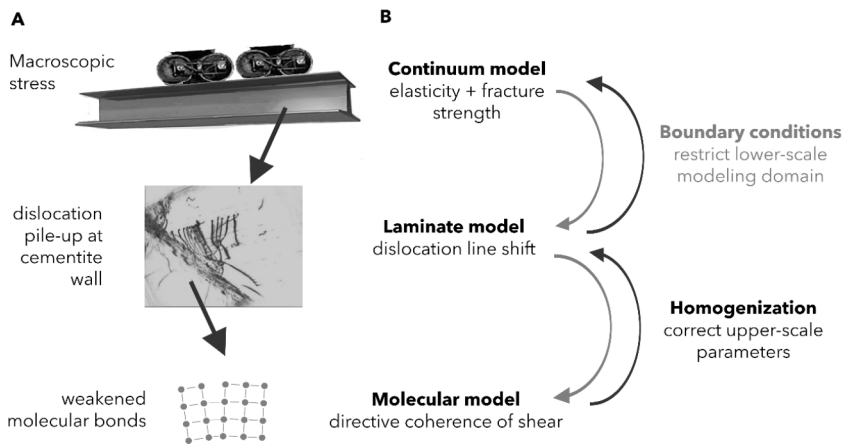 A
Macroscopic
stress
dislocation
pile-up at
cementite
wall
weakened
molecular bonds
B
Continuum model
elasticity + fracture
strength
Boundary conditions
restrict lower-scale
modeling domain
Laminate model
dislocation line shift
Homogenization
correct upper-scale
parameters
Molecular model
directive coherence of shear